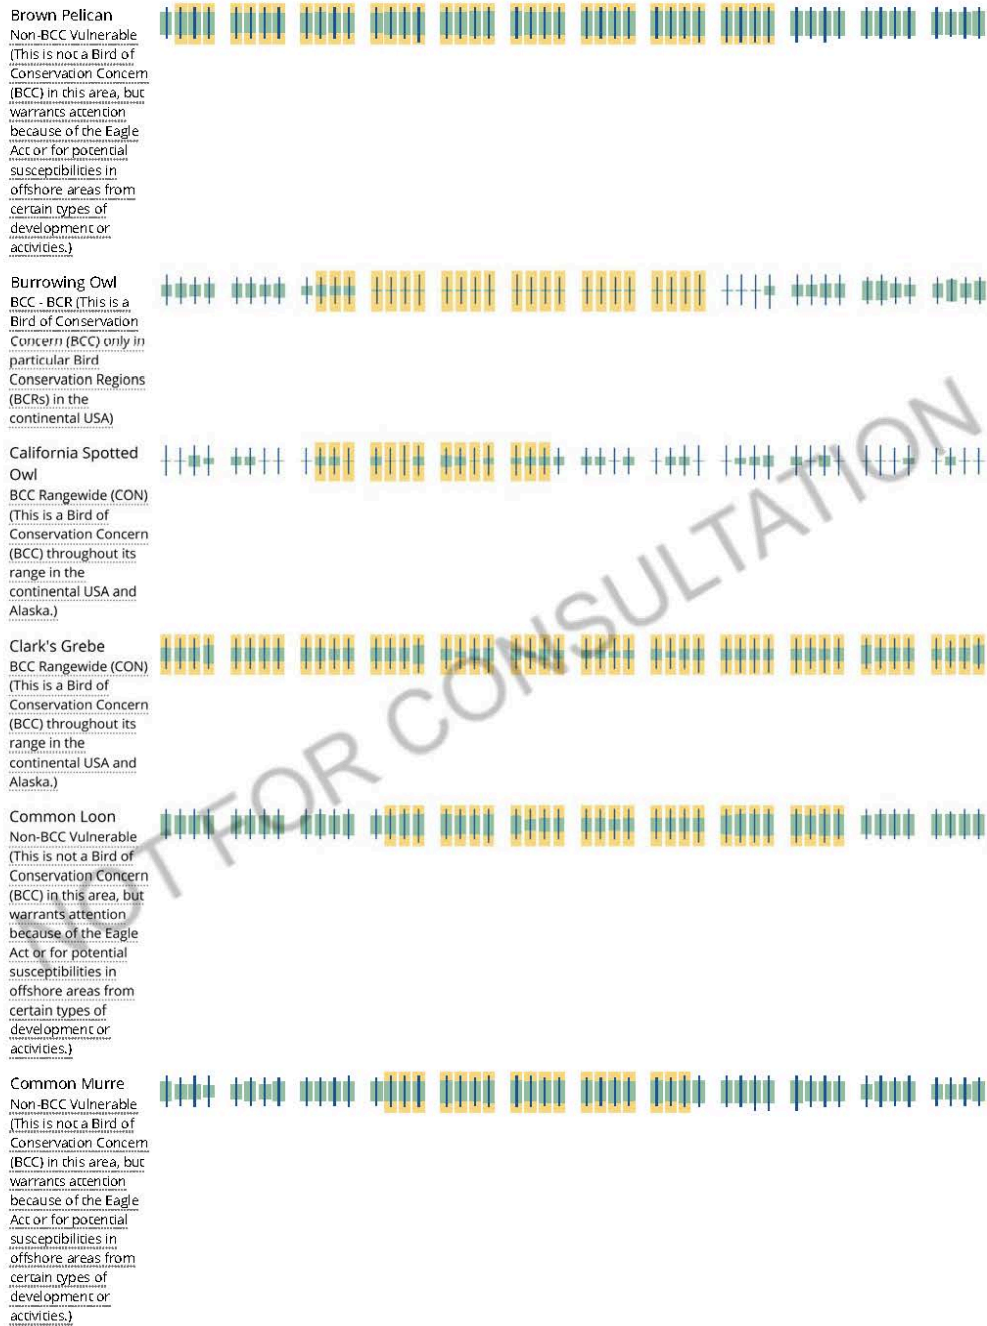 Brown Pelican
Non-BCC Vulnerable
(This is not a Bird of
Conservation Concern
(BCC) in this area, but
warrants attention
because of the Eagle
Act or for potential
susceptibilities in
offshore areas from
certain types of
development or
activities.)
Burrowing Owl
BCC - BCR (This is a
Bird of Conservation
Concern (BCC) only in
particular Bird
Conservation Regions
(BCRs) in the
continental USA)
California Spotted
Owl
BCC Rangewide (CON)
(This is a Bird of
Conservation Concern
(BCC) throughout its
range in the
continental USA and
Alaska.)
Clark's Grebe
BCC Rangewide (CON)
(This is a Bird of
Conservation Concern
(BCC) throughout its
range in the
continental USA and
Alaska.)
Common Loon
Non-BCC Vulnerable
(This is not a Bird of
Conservation Concern
(BCC) in this area, but
warrants attention
because of the Eagle
Act or for potential
susceptibilities in
offshore areas from
certain types of
development or
activities.)
Common Murre
Non-BCC Vulnerable
(This is not a Bird of
Conservation Concern
(BCC) in this area, but
warrants attention
because of the Eagle
Act or for potential
susceptibilities in
offshore areas from
certain types of
development or
activities.)
NOT FOR CONSULTATION